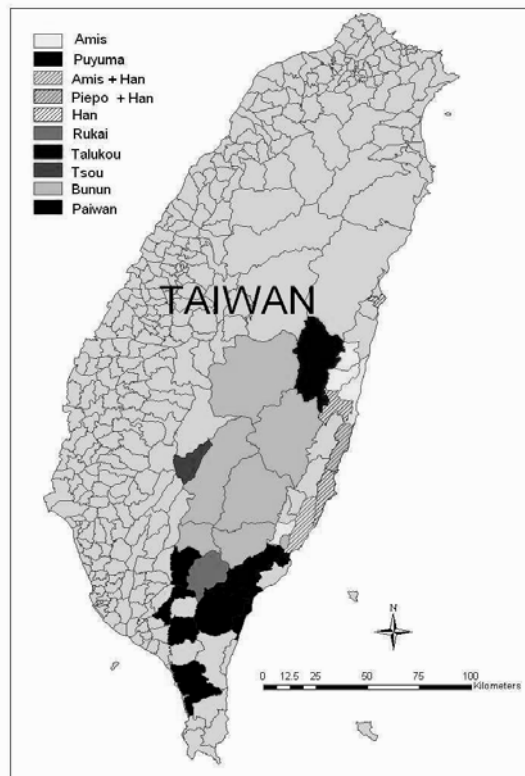 Amis
Puyuma
Amis + Han
Piepo + Han
Han
Rukai
Talukou
Tsou
Bunun
Paiwan
TAIWAN
N
0 12.5 25 50 75 100
Kilometers